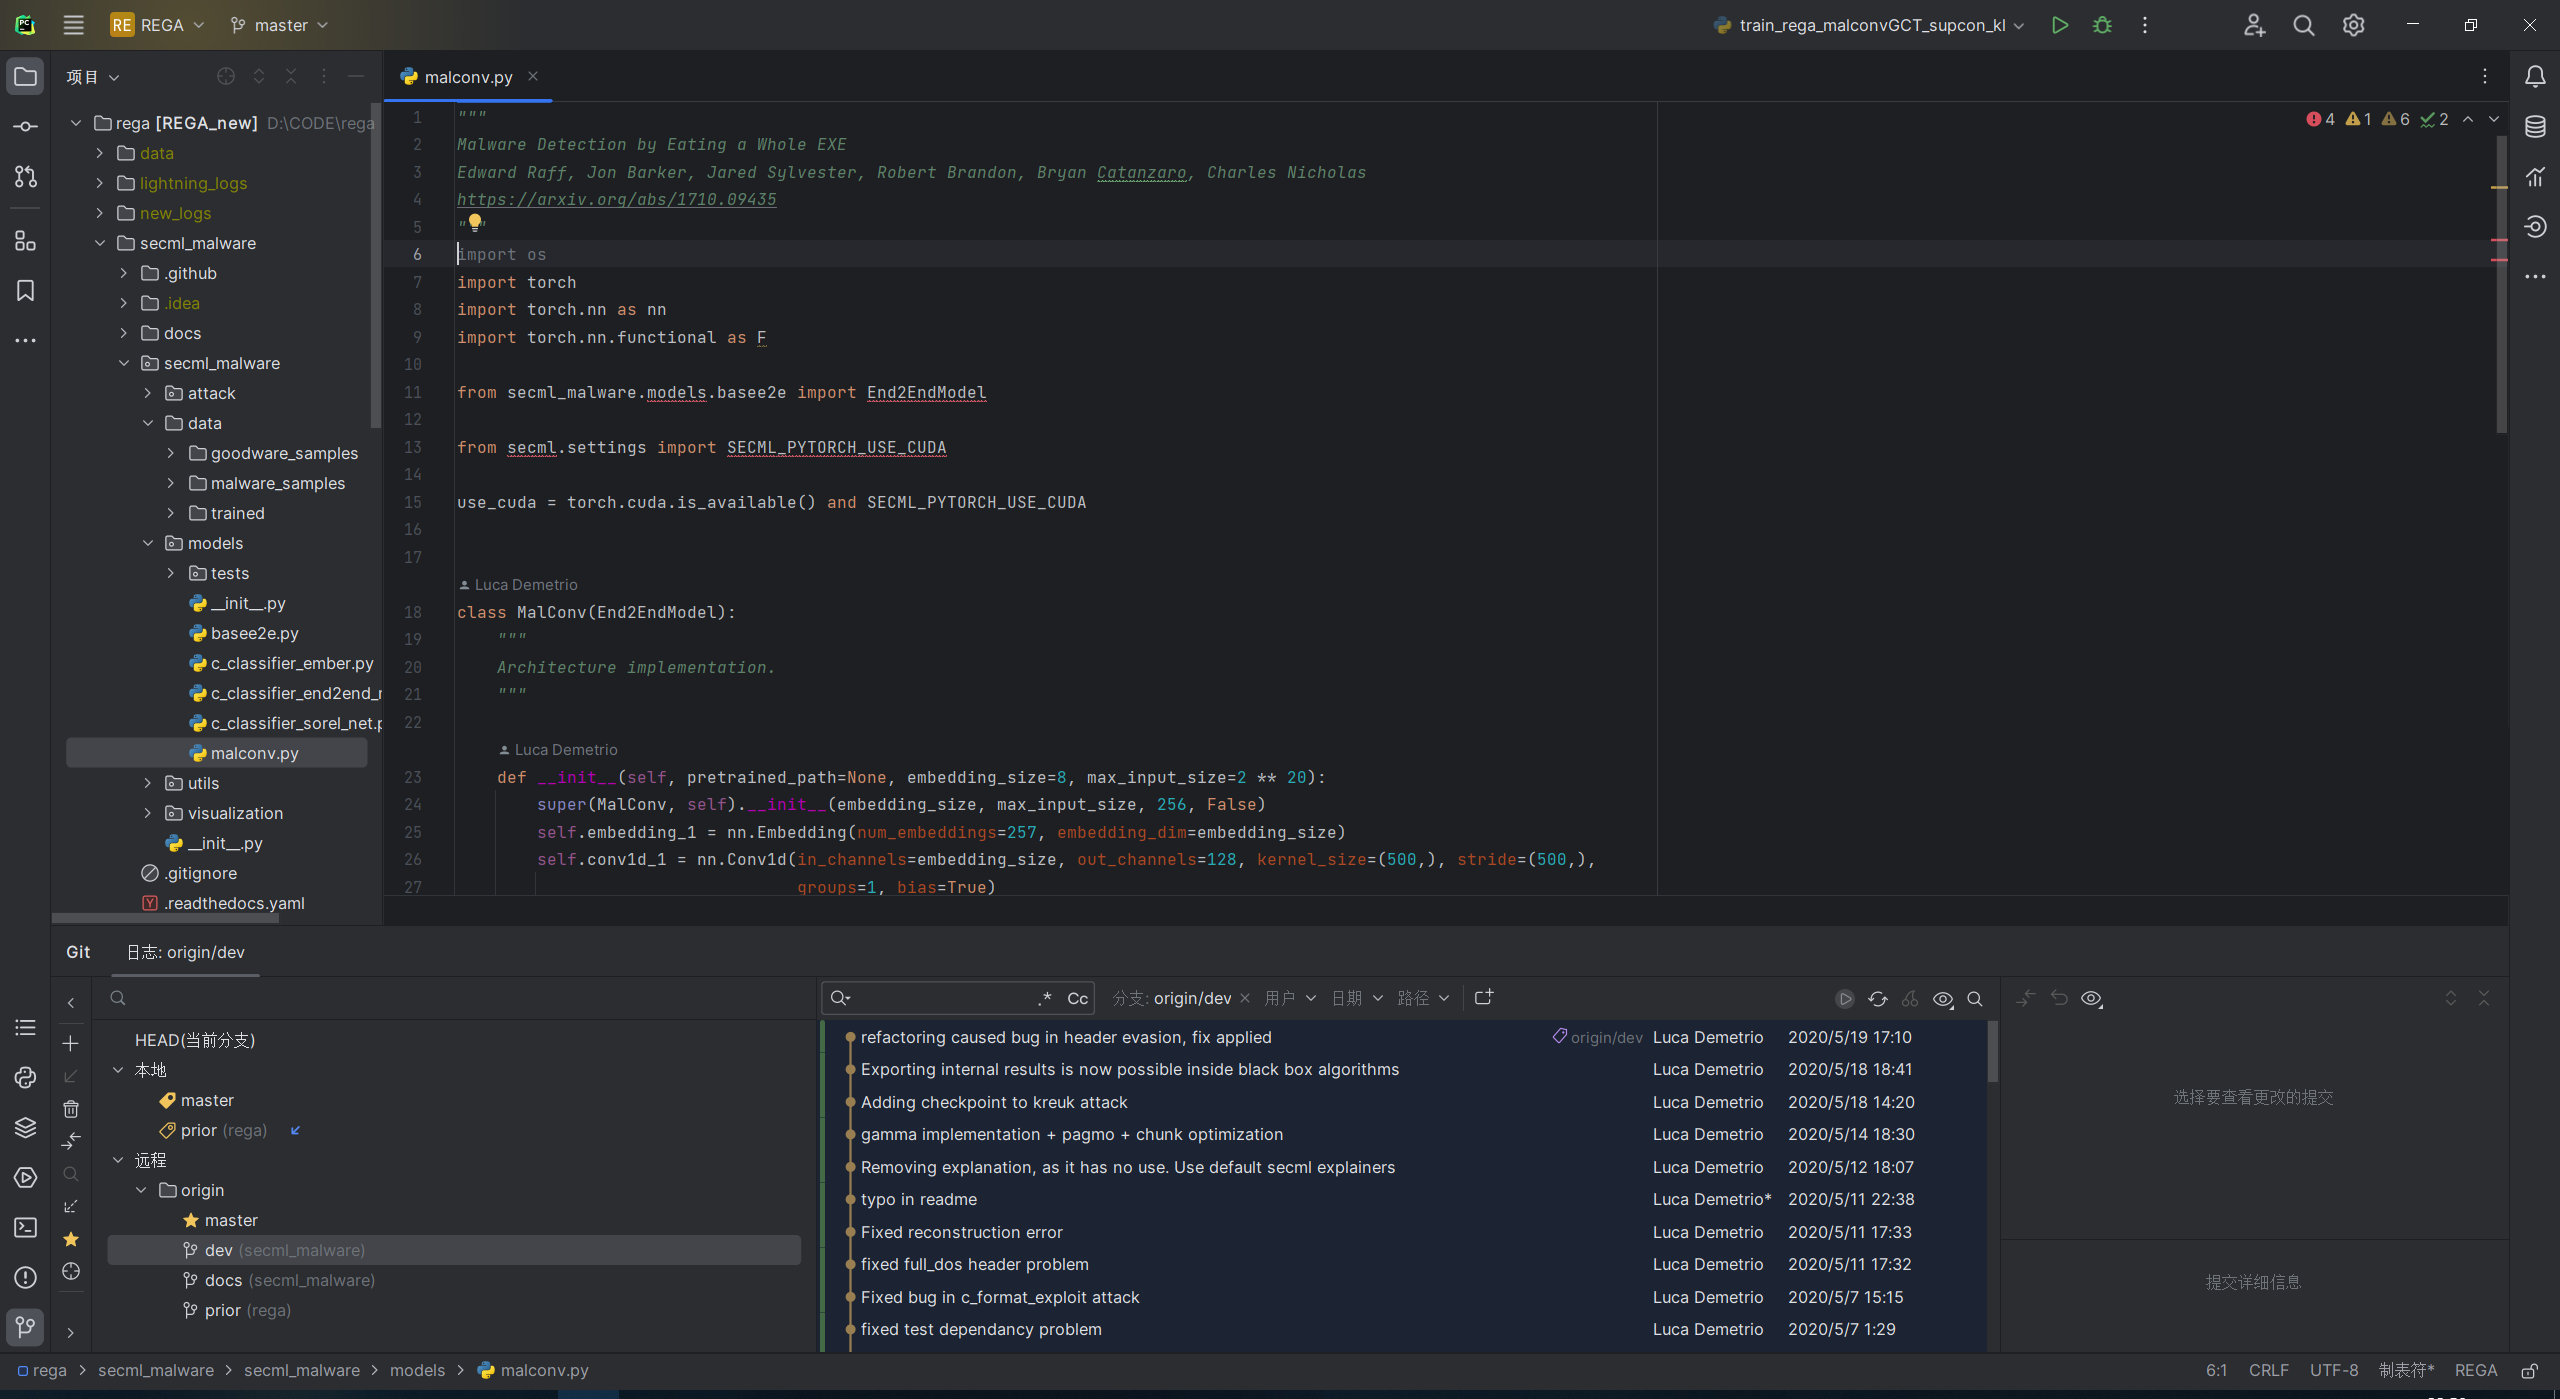 RE REGA master
train_rega_malconvGCT_supcon_kl
项目
malconv.py
rega [REGA_new] D:\CODE\rega
data
lightning_logs
new_logs
secml_malware
.github
.idea
docs
secml_malware
attack
data
goodware_samples
malware_samples
trained
models
tests
__init__.py
basee2e.py
c_classifier_ember.py
c_classifier_end2end_
c_classifier_sorel_net.p
malconv.py
utils
visualization
__init__.py
.gitignore
.readthedocs.yaml
4 1 6 2
1 """
2 Malware Detection by Eating a Whole EXE
3 Edward Raff, Jon Barker, Jared Sylvester, Robert Brandon, Bryan Catanzaro, Charles Nicholas
4 https://arxiv.org/abs/1710.09435
5 """
6 import os
7 import torch
8 import torch.nn as nn
9 import torch.nn.functional as F
10
11 from secml_malware.models.basee2e import End2EndModel
12
13 from secml.settings import SECML_PYTORCH_USE_CUDA
14
15 use_cuda = torch.cuda.is_available() and SECML_PYTORCH_USE_CUDA
16
17
Luca Demetrio
18 class MalConv(End2EndModel):
19 """
20 Architecture implementation.
21 """
22
Luca Demetrio
23 def __init__(self, pretrained_path=None, embedding_size=8, max_input_size=2 ** 20):
24 super(MalConv, self).__init__(embedding_size, max_input_size, 256, False)
25 self.embedding_1 = nn.Embedding(num_embeddings=257, embedding_dim=embedding_size)
26 self.conv1d_1 = nn.Conv1d(in_channels=embedding_size, out_channels=128, kernel_size=(500,), stride=(500,),
27 groups=1, bias=True)
Git 日志: origin/dev
HEAD(当前分支)
本地
master
prior (rega)
远程
origin
master
dev (secml_malware)
docs (secml_malware)
prior (rega)
.* Cc 分支: origin/dev 用户 日期 路径
refactoring caused bug in header evasion, fix applied origin/dev Luca Demetrio 2020/5/19 17:10
Exporting internal results is now possible inside black box algorithms Luca Demetrio 2020/5/18 18:41
Adding checkpoint to kreuk attack Luca Demetrio 2020/5/18 14:20
gamma implementation + pagmo + chunk optimization Luca Demetrio 2020/5/14 18:30
Removing explanation, as it has no use. Use default secml explainers Luca Demetrio 2020/5/12 18:07
typo in readme Luca Demetrio* 2020/5/11 22:38
Fixed reconstruction error Luca Demetrio 2020/5/11 17:33
fixed full_dos header problem Luca Demetrio 2020/5/11 17:32
Fixed bug in c_format_exploit attack Luca Demetrio 2020/5/7 15:15
fixed test dependancy problem Luca Demetrio 2020/5/7 1:29
选择要查看更改的提交
提交详细信息
rega secml_malware secml_malware models malconv.py
6:1 CRLF UTF-8 制表符* REGA